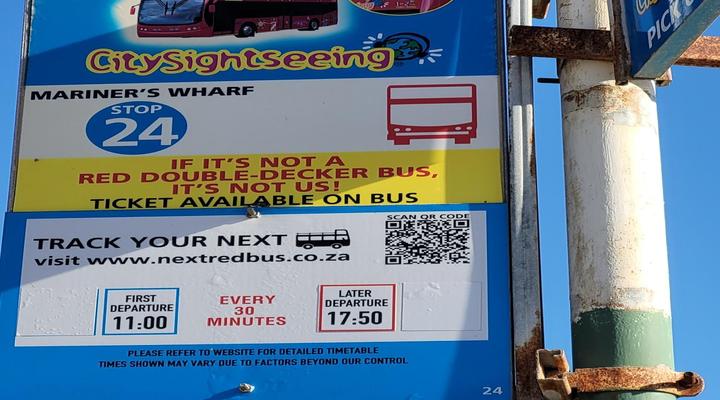 CitySightseeing
MARINER'S WHARF
STOP
24
IF IT'S NOT A
RED DOUBLE-DECKER BUS,
IT'S NOT US!
TICKET AVAILABLE ON BUS
SCAN QR CODE
TRACK YOUR NEXT
visit www.nextredbus.co.za
FIRST
DEPARTURE
11:00
EVERY
30
MINUTES
LATER
DEPARTURE
17:50
PLEASE REFER TO WEBSITE FOR DETAILED TIMETABLE
TIMES SHOWN MAY VARY DUE TO FACTORS BEYOND OUR CONTROL
24
PICK